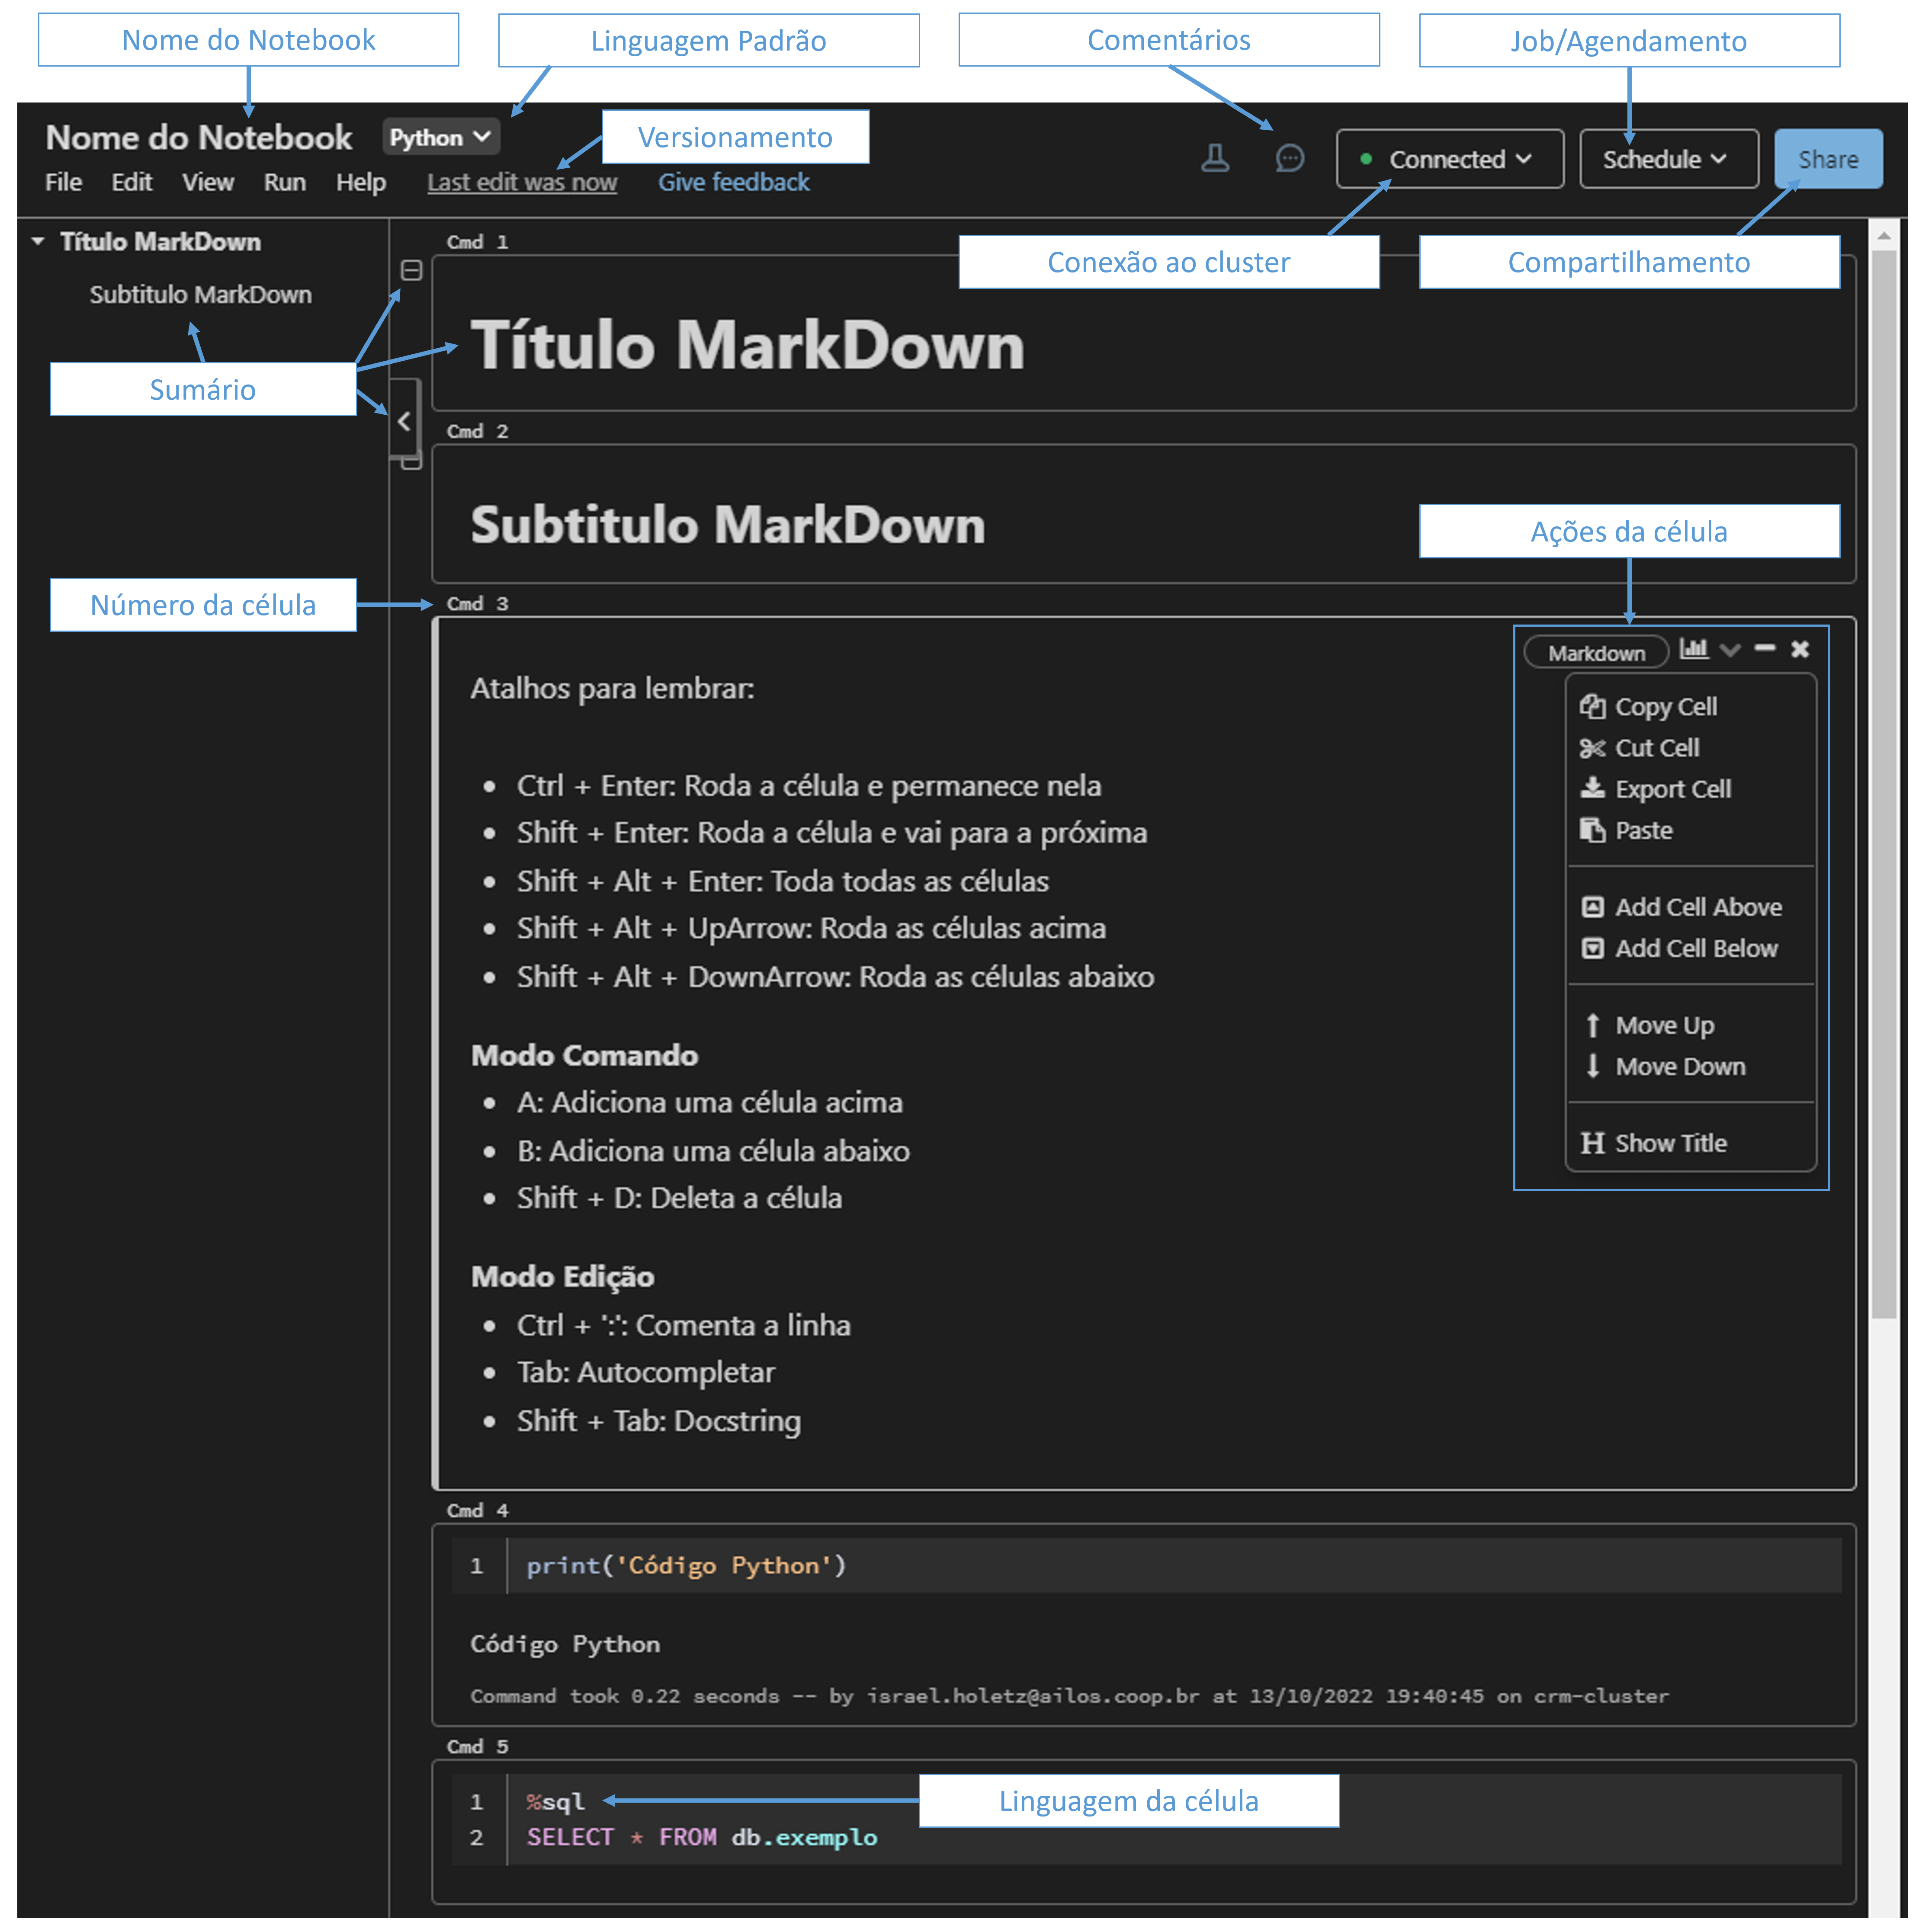 Nome do Notebook
Linguagem Padrão
Comentários
Job/Agendamento
Nome do Notebook
Python
Versionamento
Connected
Schedule
Share
File Edit View Run Help Last edit was now Give feedback
Título MarkDown
Subtitulo MarkDown
Sumário
Cmd 1
Conexão ao cluster
Compartilhamento
Título MarkDown
Cmd 2
Subtitulo MarkDown
Ações da célula
Número da célula
Cmd 3
Markdown
Copy Cell
Cut Cell
Export Cell
Paste
Add Cell Above
Add Cell Below
Move Up
Move Down
H Show Title
Atalhos para lembrar:
• Ctrl + Enter: Roda a célula e permanece nela
• Shift + Enter: Roda a célula e vai para a próxima
• Shift + Alt + Enter: Toda todas as células
• Shift + Alt + UpArrow: Roda as células acima
• Shift + Alt + DownArrow: Roda as células abaixo
Modo Comando
• A: Adiciona uma célula acima
• B: Adiciona uma célula abaixo
• Shift + D: Deleta a célula
Modo Edição
• Ctrl + ':': Comenta a linha
• Tab: Autocompletar
• Shift + Tab: Docstring
Cmd 4
1 print('Código Python')
Código Python
Command took 0.22 seconds -- by israel.holetz@ailos.coop.br at 13/10/2022 19:40:45 on crm-cluster
Cmd 5
1 %sql
Linguagem da célula
2 SELECT * FROM db.exemplo